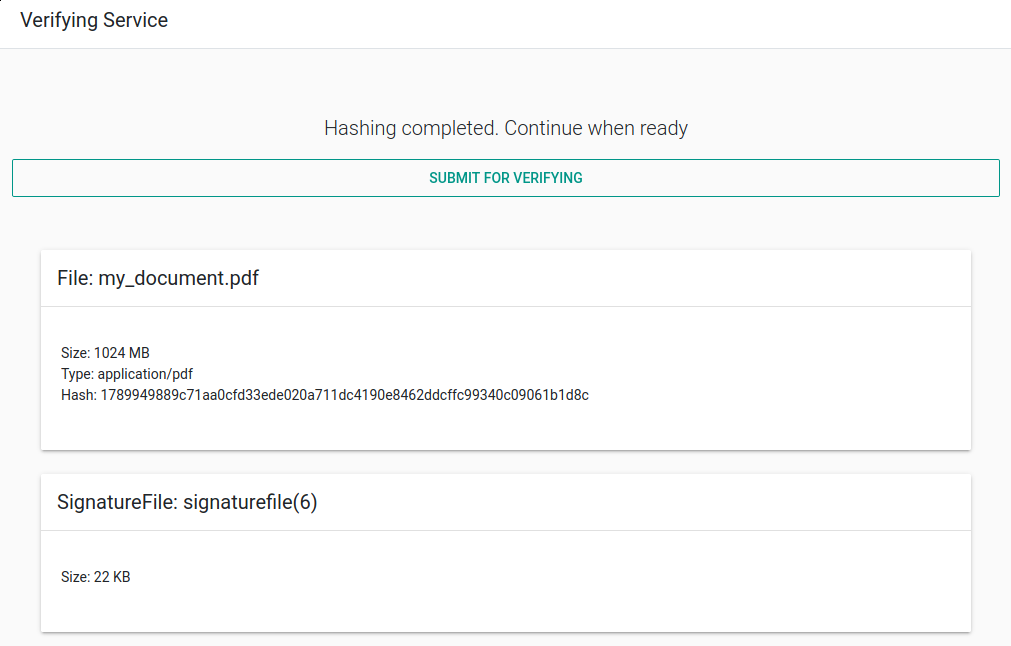 Verifying Service
Hashing completed. Continue when ready
SUBMIT FOR VERIFYING
File: my_document.pdf
Size: 1024 MB
Type: application/pdf
Hash: 1789949889c71aa0cfd33ede020a711dc4190e8462ddcffc99340c09061b1d8c
SignatureFile: signaturefile(6)
Size: 22 KB